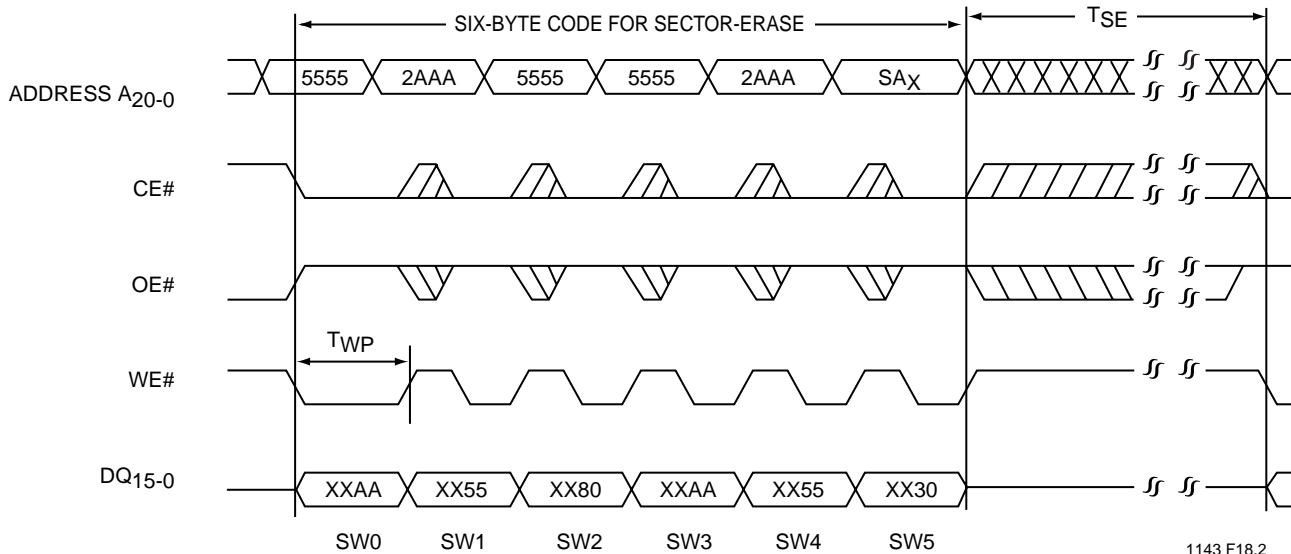 SIX-BYTE CODE FOR SECTOR-ERASE
TSE
ADDRESS A20-0
5555 2AAA 5555 5555 2AAA SAX
CE#
OE#
TWP
WE#
DQ15-0
XXAA XX55 XX80 XXAA XX55 XX30
SW0 SW1 SW2 SW3 SW4 SW5
1143 F18.2